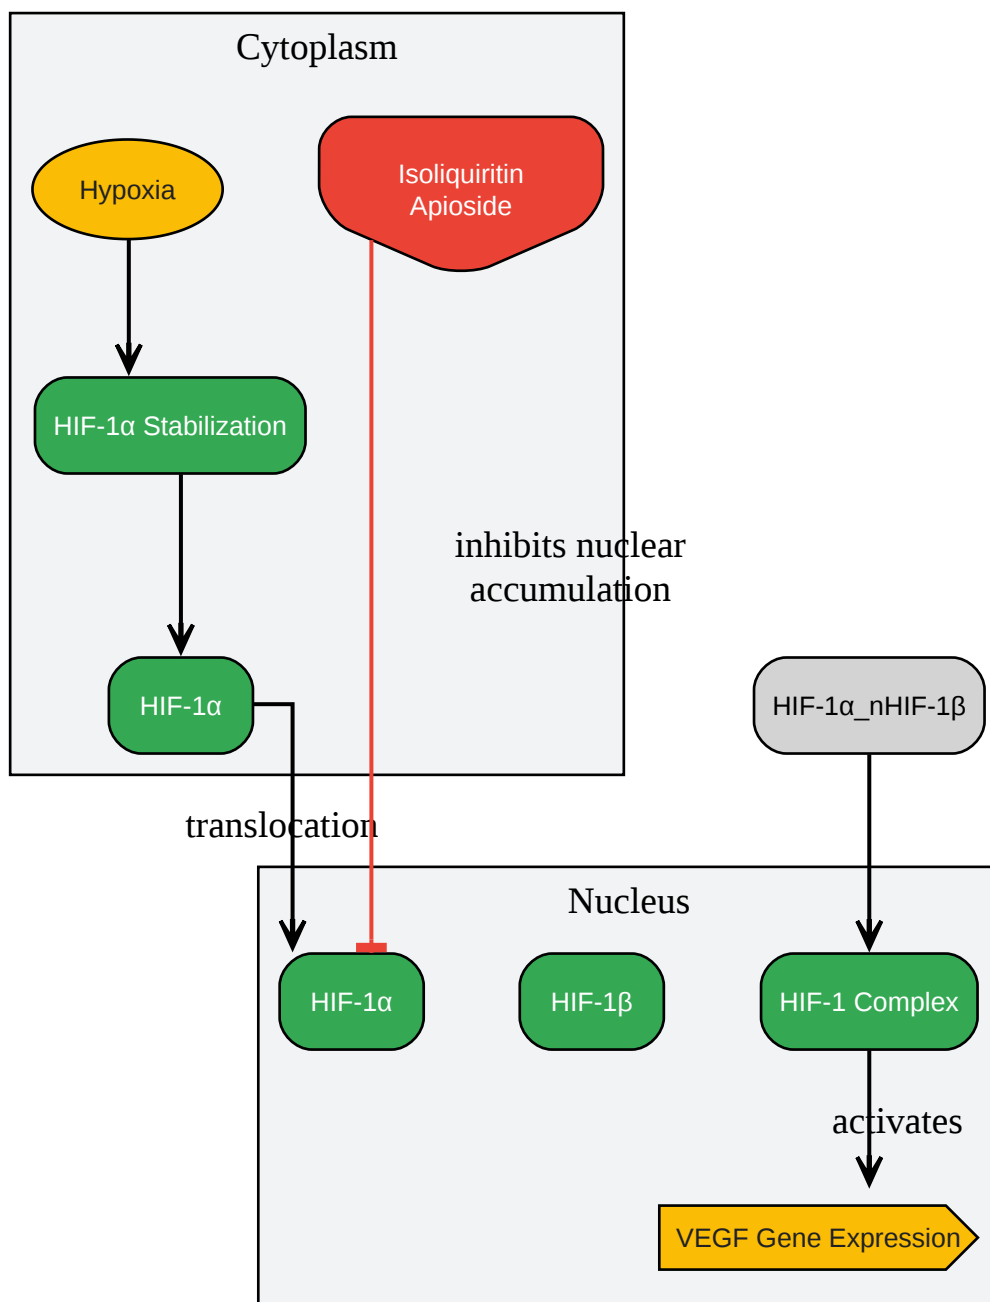 Cytoplasm
Hypoxia
Isoliquiritin
Apioside
HIF-1α Stabilization
inhibits nuclear
accumulation
HIF-1α
HIF-1α_nHIF-1β
translocation
Nucleus
HIF-1α
HIF-1β
HIF-1 Complex
activates
VEGF Gene Expression